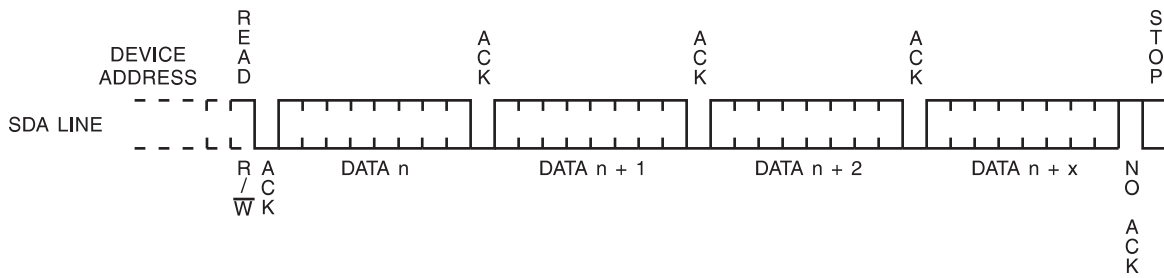 READ
ACK
ACK
ACK
STOP
DEVICE
ADDRESS
SDA LINE
R/W
ACK
DATA n
DATA n + 1
DATA n + 2
DATA n + x
NO ACK